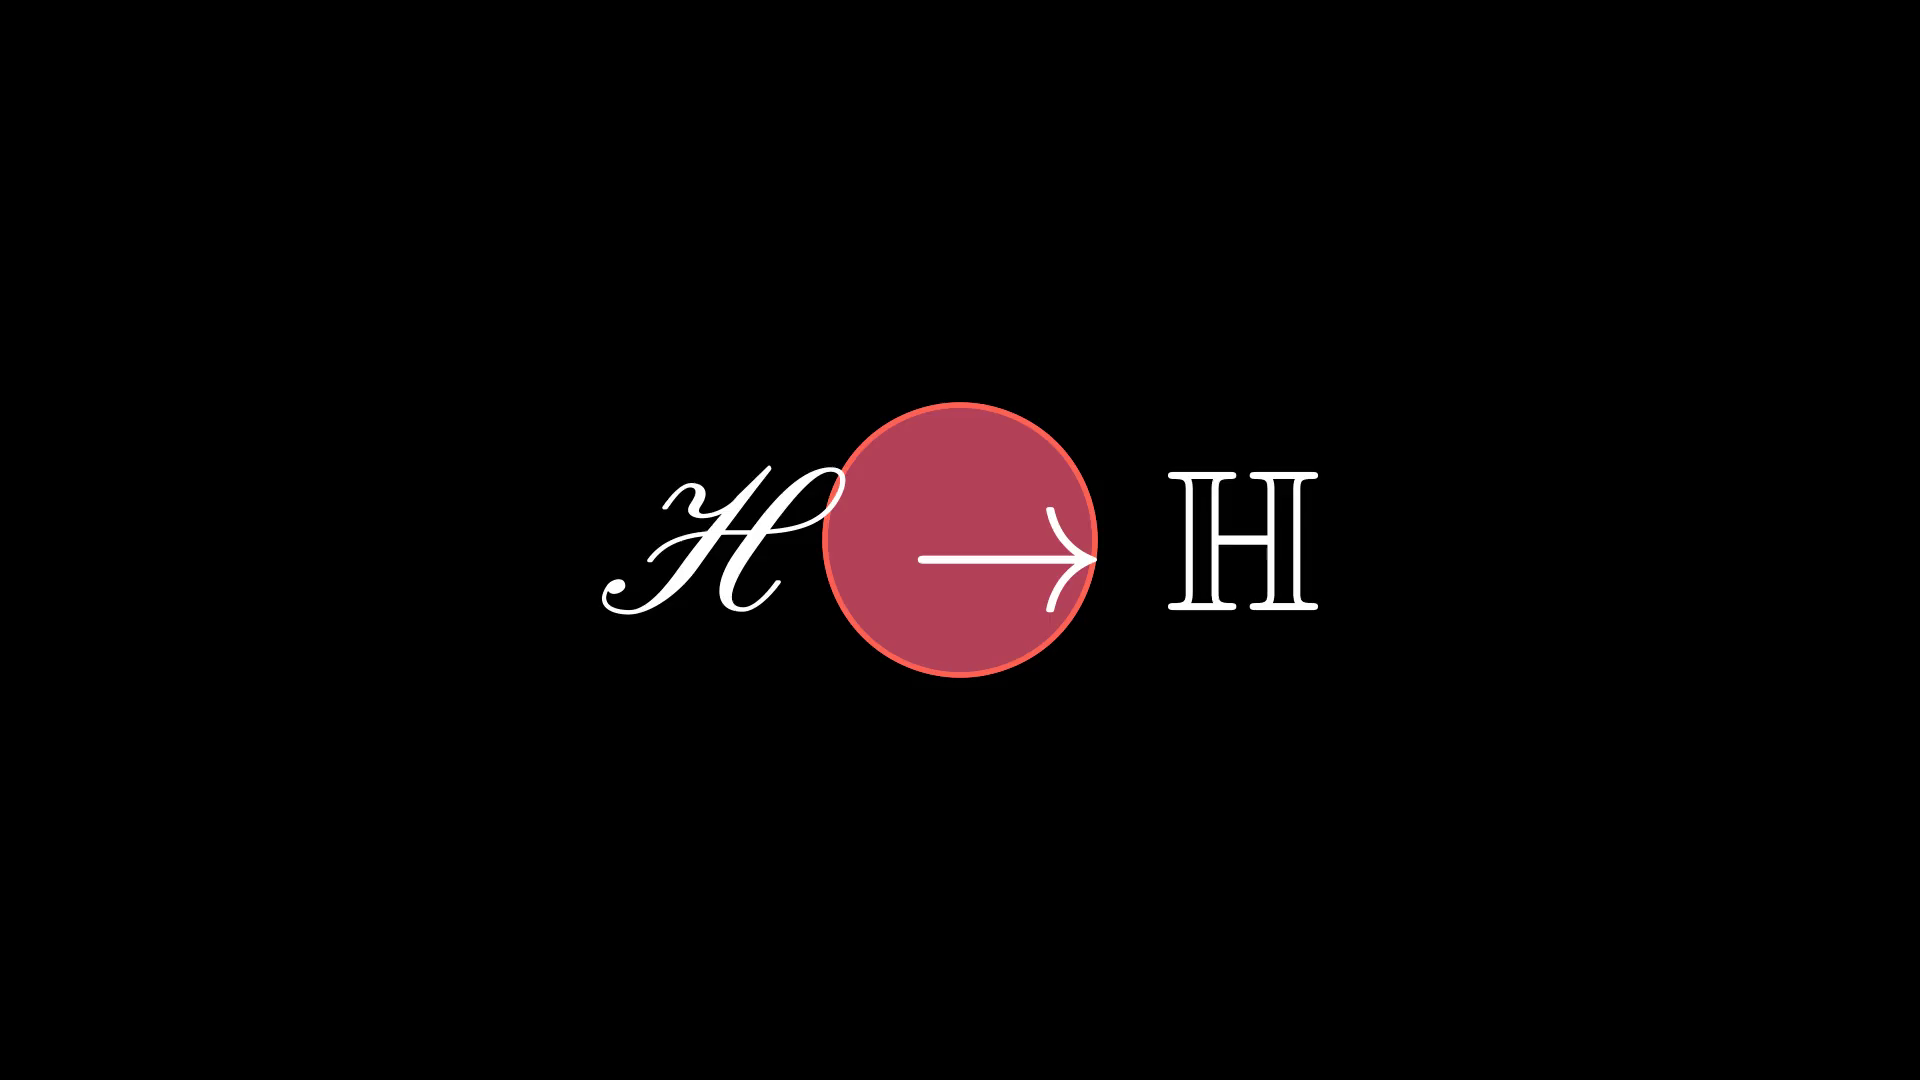 ℋ → ℍ